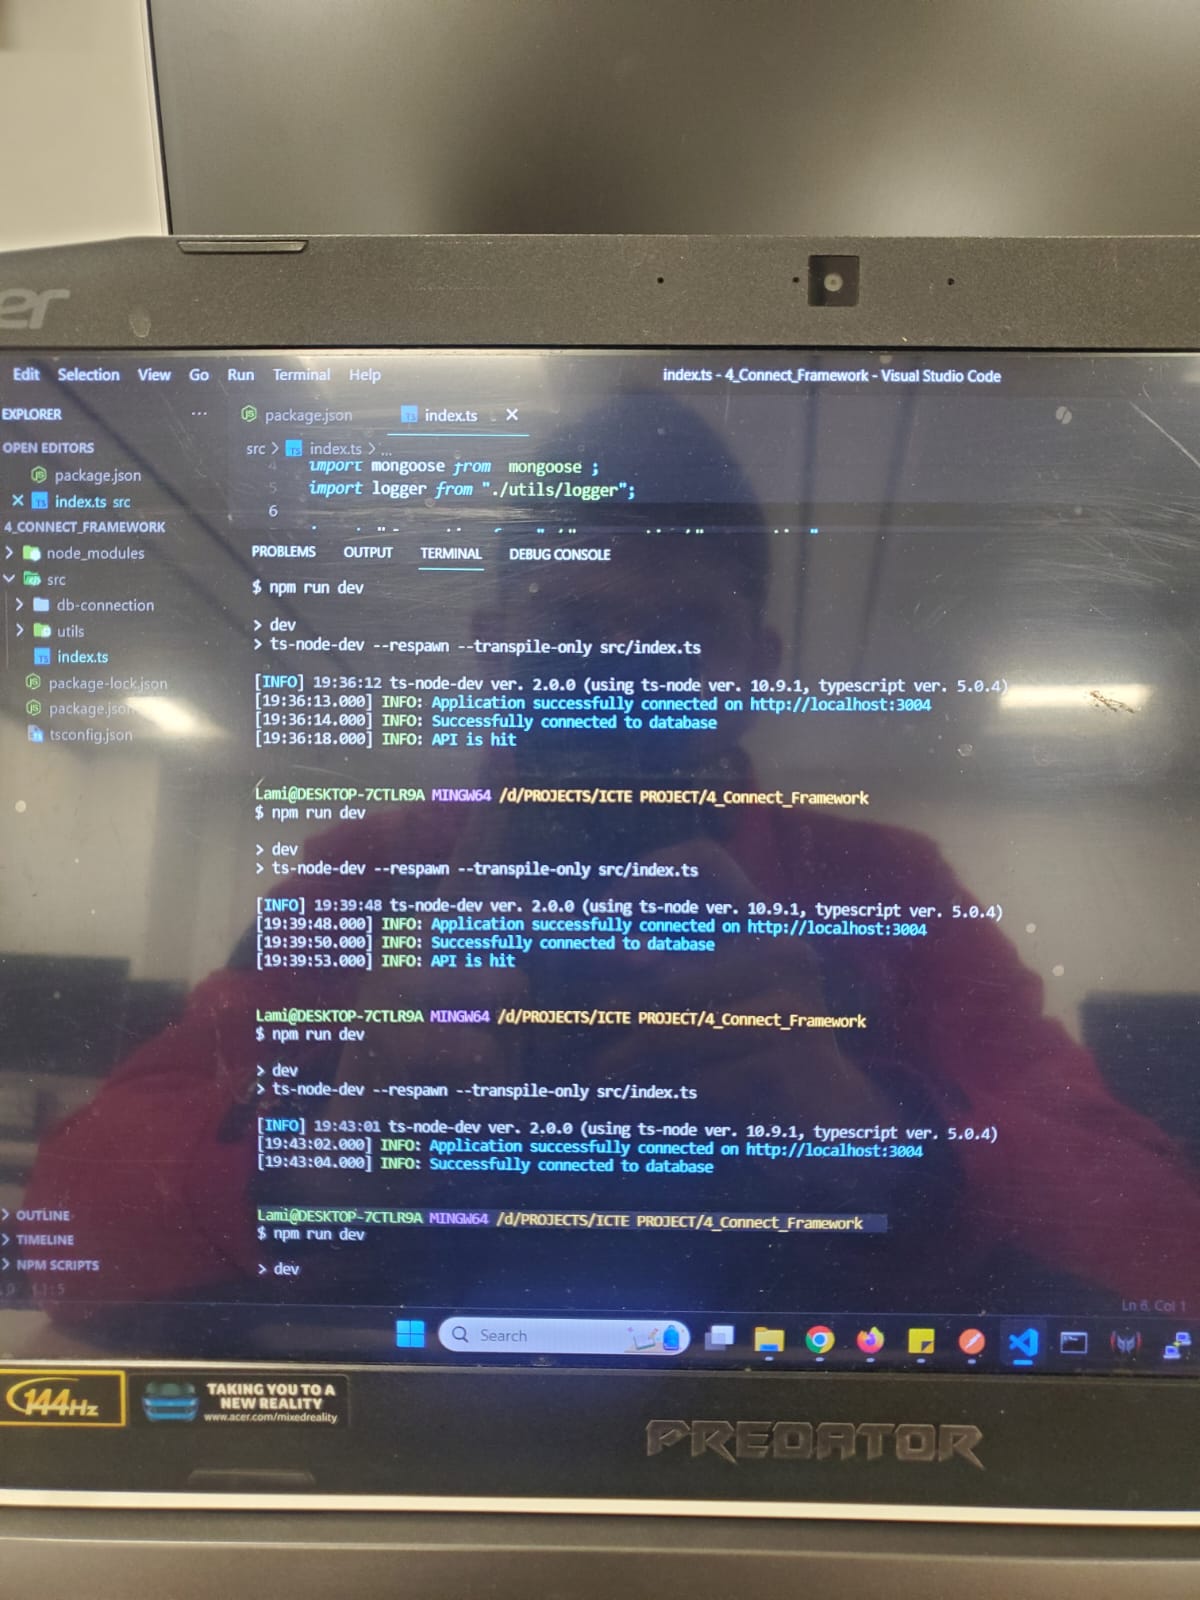 er
Edit Selection View Go Run Terminal Help
index.ts - 4_Connect_Framework - Visual Studio Code
EXPLORER
···
package.json
index.ts
OPEN EDITORS
package.json
index.ts src
4_CONNECT_FRAMEWORK
node_modules
src
db-connection
utils
index.ts
package-lock.json
package.json
tsconfig.json
OUTLINE
TIMELINE
NPM SCRIPTS
src > index.ts > ...
4 import mongoose from mongoose ;
5 import logger from "./utils/logger";
6
PROBLEMS OUTPUT TERMINAL DEBUG CONSOLE
$ npm run dev
> dev
> ts-node-dev --respawn --transpile-only src/index.ts
[INFO] 19:36:12 ts-node-dev ver. 2.0.0 (using ts-node ver. 10.9.1, typescript ver. 5.0.4)
[19:36:13.000] INFO: Application successfully connected on http://localhost:3004
[19:36:14.000] INFO: Successfully connected to database
[19:36:18.000] INFO: API is hit
Lami@DESKTOP-7CTLR9A MINGW64 /d/PROJECTS/ICTE PROJECT/4_Connect_Framework
$ npm run dev
> dev
> ts-node-dev --respawn --transpile-only src/index.ts
[INFO] 19:39:48 ts-node-dev ver. 2.0.0 (using ts-node ver. 10.9.1, typescript ver. 5.0.4)
[19:39:48.000] INFO: Application successfully connected on http://localhost:3004
[19:39:50.000] INFO: Successfully connected to database
[19:39:53.000] INFO: API is hit
Lami@DESKTOP-7CTLR9A MINGW64 /d/PROJECTS/ICTE PROJECT/4_Connect_Framework
$ npm run dev
> dev
> ts-node-dev --respawn --transpile-only src/index.ts
[INFO] 19:43:01 ts-node-dev ver. 2.0.0 (using ts-node ver. 10.9.1, typescript ver. 5.0.4)
[19:43:02.000] INFO: Application successfully connected on http://localhost:3004
[19:43:04.000] INFO: Successfully connected to database
Lami@DESKTOP-7CTLR9A MINGW64 /d/PROJECTS/ICTE PROJECT/4_Connect_Framework
$ npm run dev
> dev
Ln 6, Col 1
Search
144Hz
TAKING YOU TO A
NEW REALITY
www.acer.com/mixedreality
PREDATOR